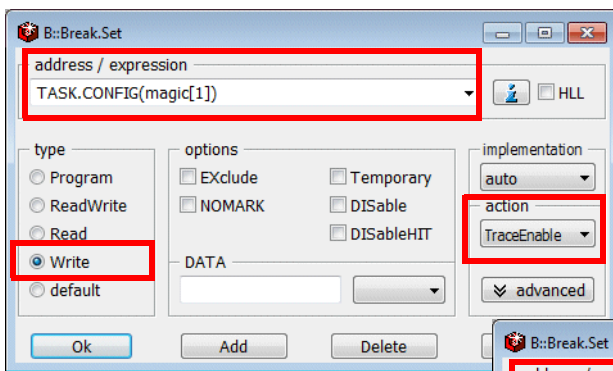 B::Break.Set
address / expression
TASK.CONFIG(magic[1])
HLL
type
options
implementation
Program
EXclude
Temporary
auto
ReadWrite
NOMARK
DISable
action
Read
DISableHIT
TraceEnable
Write
DATA
default
advanced
Ok
Add
Delete
B::Break.Set